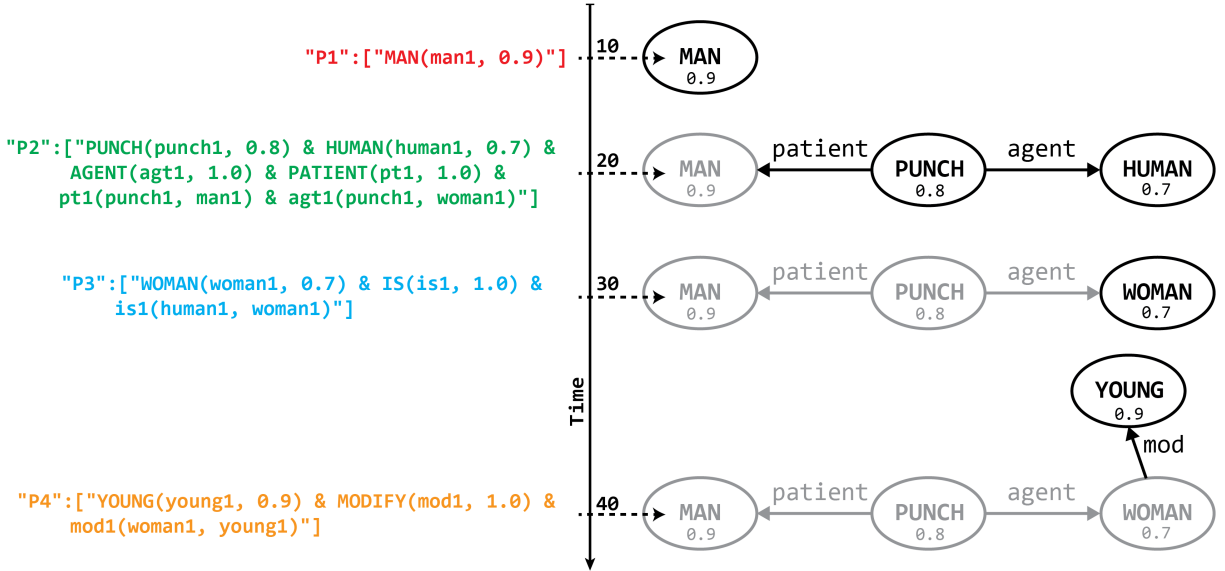 "P1":["MAN(man1, 0.9)"]
10
MAN
0.9
"P2":["PUNCH(punch1, 0.8) & HUMAN(human1, 0.7) &
AGENT(agt1, 1.0) & PATIENT(pt1, 1.0) &
pt1(punch1, man1) & agt1(punch1, woman1)"]
20
MAN
0.9
patient
PUNCH
0.8
agent
HUMAN
0.7
"P3":["WOMAN(woman1, 0.7) & IS(is1, 1.0) &
is1(human1, woman1)"]
30
MAN
0.9
patient
PUNCH
0.8
agent
WOMAN
0.7
Time
YOUNG
0.9
mod
"P4":["YOUNG(young1, 0.9) & MODIFY(mod1, 1.0) &
mod1(woman1, young1)"]
40
MAN
0.9
patient
PUNCH
0.8
agent
WOMAN
0.7